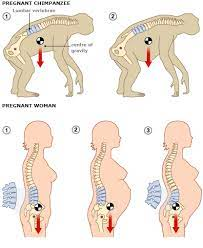 PREGNANT CHIMPANZEE
1
2
Lumbar vertebrae
centre of
gravity
PREGNANT WOMAN
1
2
3